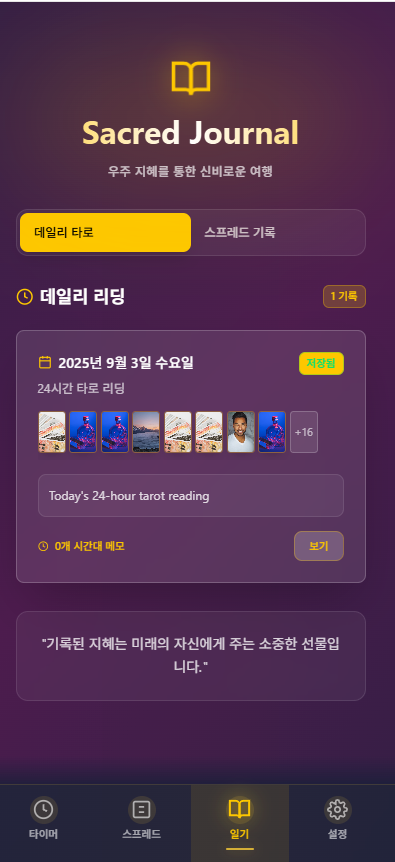 Sacred Journal
우주 지혜를 통한 신비로운 여행
데일리 타로
스프레드 기록
데일리 리딩
1 기록
2025년 9월 3일 수요일
저장됨
24시간 타로 리딩
+16
Today's 24-hour tarot reading
0개 시간대 메모
보기
"기록된 지혜는 미래의 자신에게 주는 소중한 선물입
니다."
타이머
스프레드
일기
설정